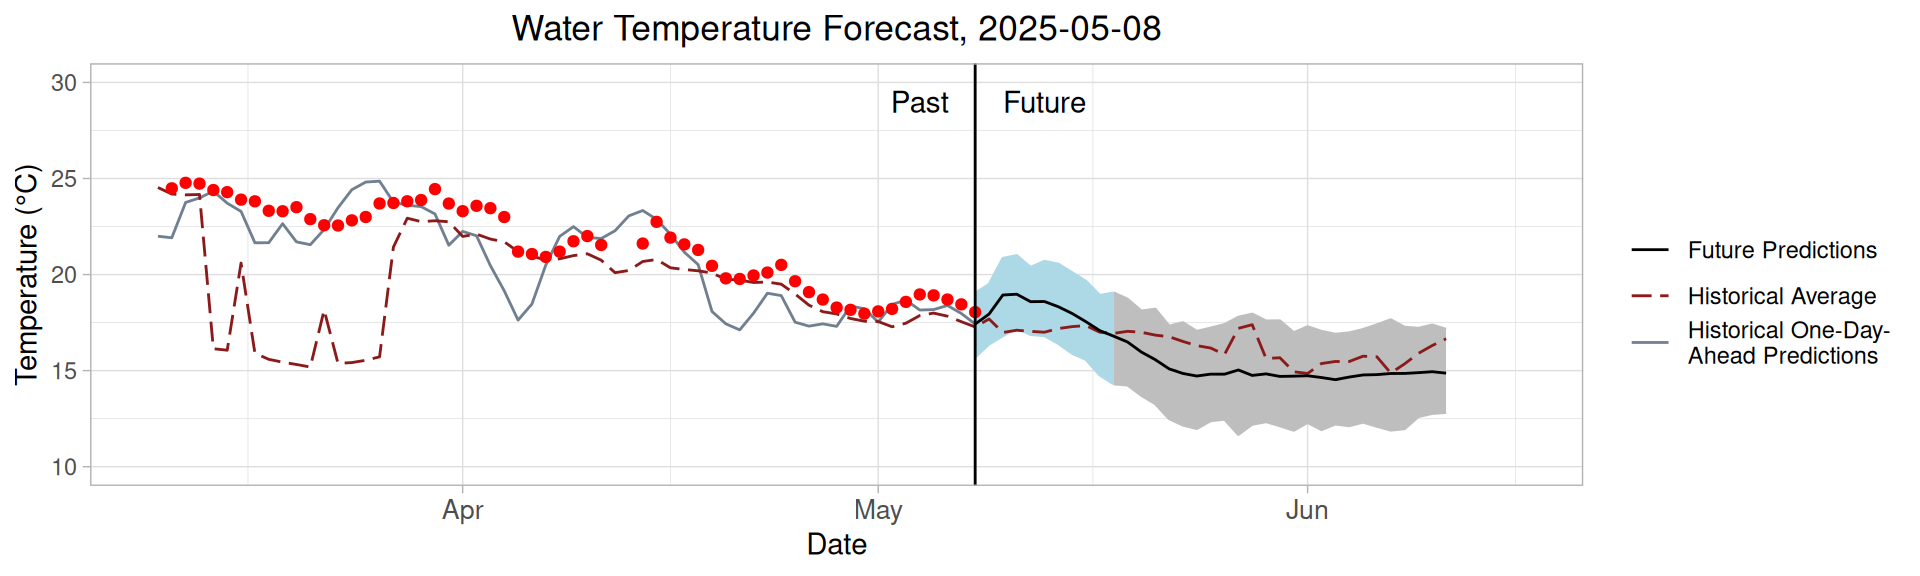 Water Temperature Forecast, 2025-05-08
Temperature (°C)
30
25
20
15
10
Past
Future
Apr
May
Jun
Date
Future Predictions
Historical Average
Historical One-Day-
Ahead Predictions